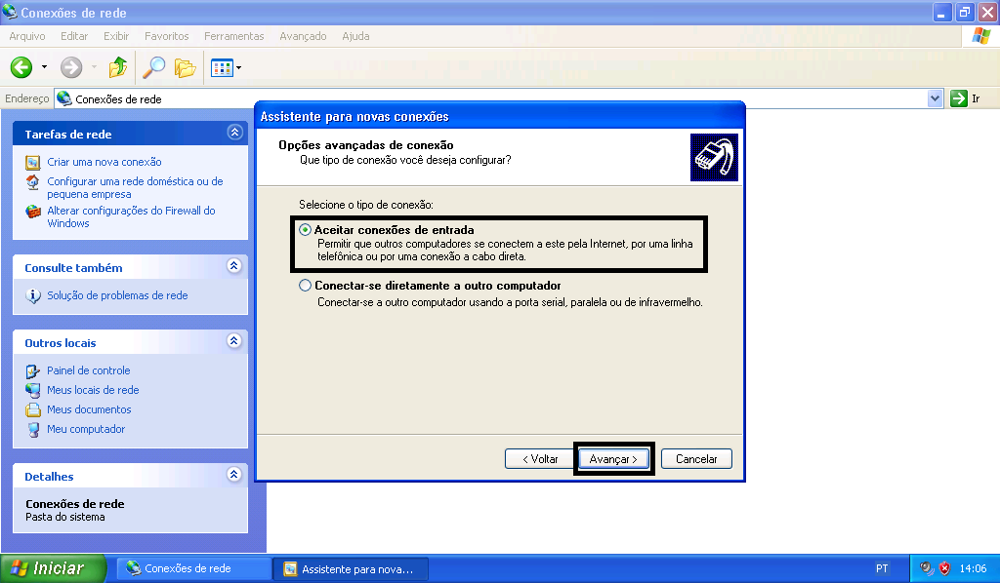 Conexões de rede
Arquivo Editar Exibir Favoritos Ferramentas Avançado Ajuda
Endereço Conexões de rede Ir
Tarefas de rede
Criar uma nova conexão
Configurar uma rede doméstica ou de
pequena empresa
Alterar configurações do Firewall do
Windows
Consulte também
Solução de problemas de rede
Outros locais
Painel de controle
Meus locais de rede
Meus documentos
Meu computador
Detalhes
Conexões de rede
Pasta do sistema
Assistente para novas conexões
Opções avançadas de conexão
Que tipo de conexão você deseja configurar?
Selecione o tipo de conexão:
Aceitar conexões de entrada
Permitir que outros computadores se conectem a este pela Internet, por uma linha
telefônica ou por uma conexão a cabo direta.
Conectar-se diretamente a outro computador
Conectar-se a outro computador usando a porta serial, paralela ou de infravermelho.
< Voltar Avançar > Cancelar
Iniciar Conexões de rede Assistente para nova... PT 14:06